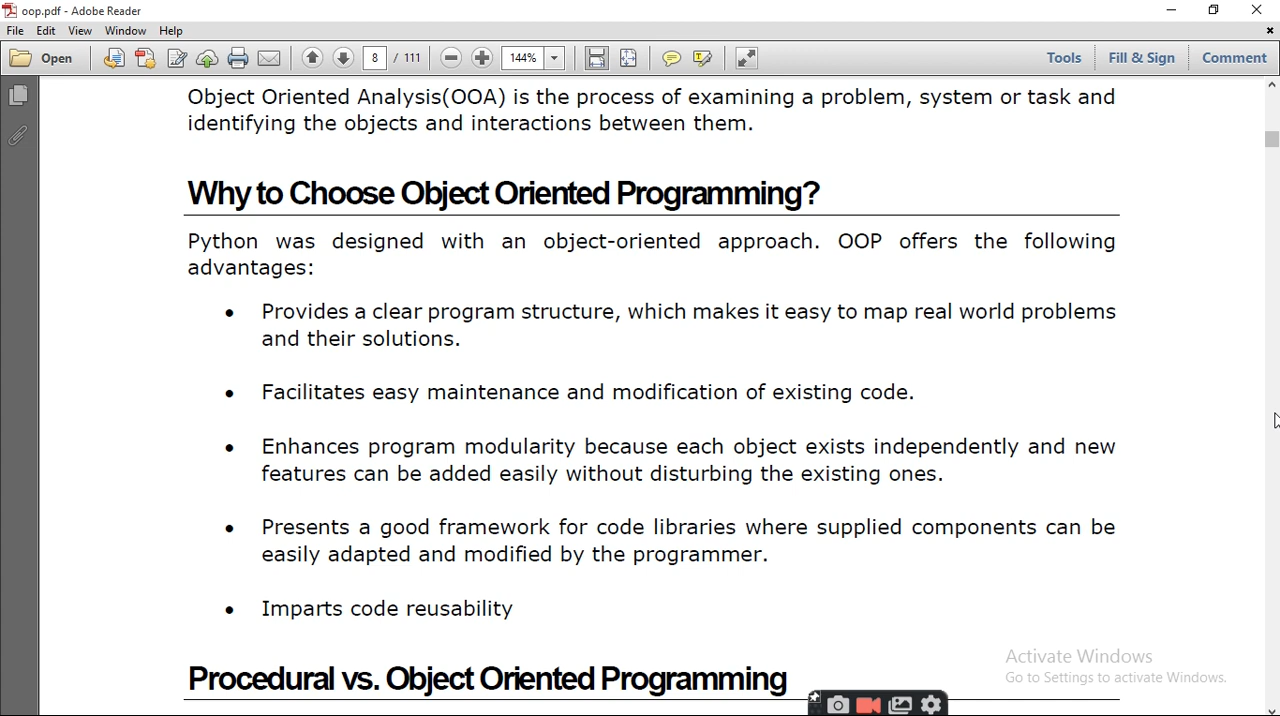 oop.pdf - Adobe Reader
File Edit View Window Help
Open 8 / 111 144% Tools Fill & Sign Comment
Object Oriented Analysis(OOA) is the process of examining a problem, system or task and
identifying the objects and interactions between them.
Why to Choose Object Oriented Programming?
Python was designed with an object-oriented approach. OOP offers the following
advantages:
• Provides a clear program structure, which makes it easy to map real world problems
and their solutions.
• Facilitates easy maintenance and modification of existing code.
• Enhances program modularity because each object exists independently and new
features can be added easily without disturbing the existing ones.
• Presents a good framework for code libraries where supplied components can be
easily adapted and modified by the programmer.
• Imparts code reusability
Activate Windows
Go to Settings to activate Windows.
Procedural vs. Object Oriented Programming